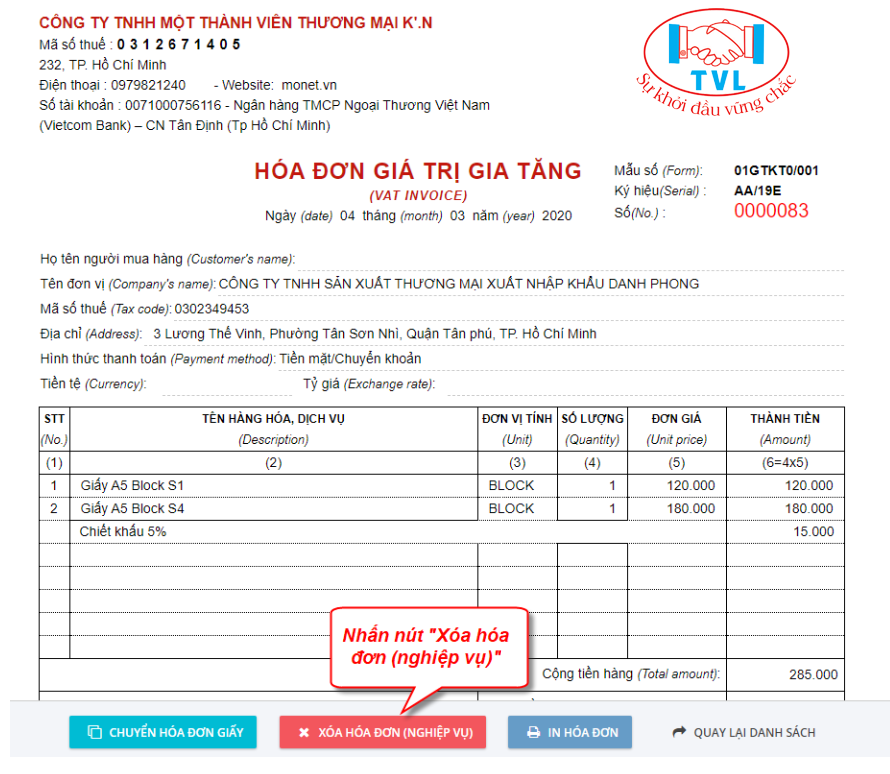 CÔNG TY TNHH MỘT THÀNH VIÊN THƯƠNG MẠI K'.N
Mã số thuế : 0 3 1 2 6 7 1 4 0 5
232, TP. Hồ Chí Minh
Điện thoại : 0979821240 - Website: monet.vn
Số tài khoản : 0071000756116 - Ngân hàng TMCP Ngoại Thương Việt Nam
(Vietcom Bank) – CN Tân Định (Tp Hồ Chí Minh)
TVL
Sự khởi đầu vững chắc
HÓA ĐƠN GIÁ TRỊ GIA TĂNG
(VAT INVOICE)
Ngày (date) 04 tháng (month) 03 năm (year) 2020
Mẫu số (Form): 01GTKT0/001
Ký hiệu(Serial) : AA/19E
Số(No.) : 0000083
Họ tên người mua hàng (Customer's name):
Tên đơn vị (Company's name): CÔNG TY TNHH SẢN XUẤT THƯƠNG MẠI XUẤT NHẬP KHẨU DANH PHONG
Mã số thuế (Tax code): 0302349453
Địa chỉ (Address): 3 Lương Thế Vinh, Phường Tân Sơn Nhì, Quận Tân phú, TP. Hồ Chí Minh
Hình thức thanh toán (Payment method): Tiền mặt/Chuyển khoản
Tiền tệ (Currency): Tỷ giá (Exchange rate):
STT TÊN HÀNG HÓA, DỊCH VỤ ĐƠN VỊ TÍNH SỐ LƯỢNG ĐƠN GIÁ THÀNH TIỀN
(No.) (Description) (Unit) (Quantity) (Unit price) (Amount)
(1) (2) (3) (4) (5) (6=4x5)
1 Giấy A5 Block S1 BLOCK 1 120.000 120.000
2 Giấy A5 Block S4 BLOCK 1 180.000 180.000
Chiết khấu 5% 15.000
Nhấn nút "Xóa hóa
đơn (nghiệp vụ)"
Cộng tiền hàng (Total amount): 285.000
CHUYỂN HÓA ĐƠN GIẤY XÓA HÓA ĐƠN (NGHIỆP VỤ) IN HÓA ĐƠN QUAY LẠI DANH SÁCH